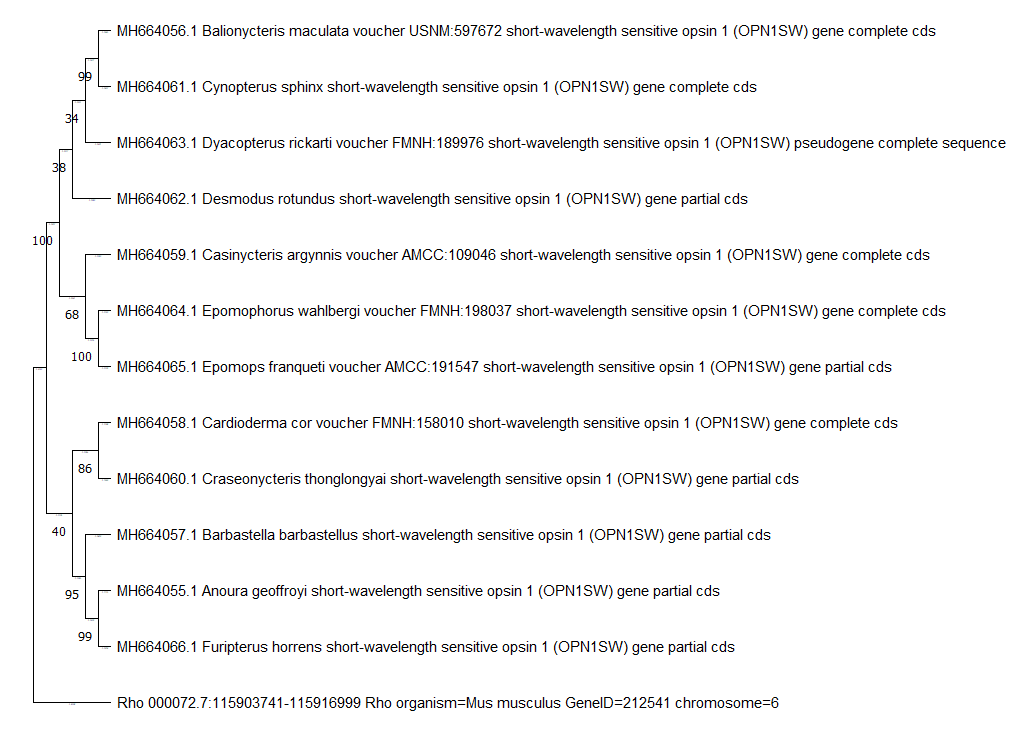 MH664056.1 Balionycteris maculata voucher USNM:597672 short-wavelength sensitive opsin 1 (OPN1SW) gene complete cds
99
MH664061.1 Cynopterus sphinx short-wavelength sensitive opsin 1 (OPN1SW) gene complete cds
34
MH664063.1 Dyacopterus rickarti voucher FMNH:189976 short-wavelength sensitive opsin 1 (OPN1SW) pseudogene complete sequence
38
MH664062.1 Desmodus rotundus short-wavelength sensitive opsin 1 (OPN1SW) gene partial cds
100
MH664059.1 Casinycteris argynnis voucher AMCC:109046 short-wavelength sensitive opsin 1 (OPN1SW) gene complete cds
68
MH664064.1 Epomophorus wahlbergi voucher FMNH:198037 short-wavelength sensitive opsin 1 (OPN1SW) gene complete cds
100
MH664065.1 Epomops franqueti voucher AMCC:191547 short-wavelength sensitive opsin 1 (OPN1SW) gene partial cds
MH664058.1 Cardioderma cor voucher FMNH:158010 short-wavelength sensitive opsin 1 (OPN1SW) gene complete cds
86
MH664060.1 Craseonycteris thonglongyai short-wavelength sensitive opsin 1 (OPN1SW) gene partial cds
40
MH664057.1 Barbastella barbastellus short-wavelength sensitive opsin 1 (OPN1SW) gene partial cds
95
MH664055.1 Anoura geoffroyi short-wavelength sensitive opsin 1 (OPN1SW) gene partial cds
99
MH664066.1 Furipterus horrens short-wavelength sensitive opsin 1 (OPN1SW) gene partial cds
Rho 000072.7:115903741-115916999 Rho organism=Mus musculus GeneID=212541 chromosome=6